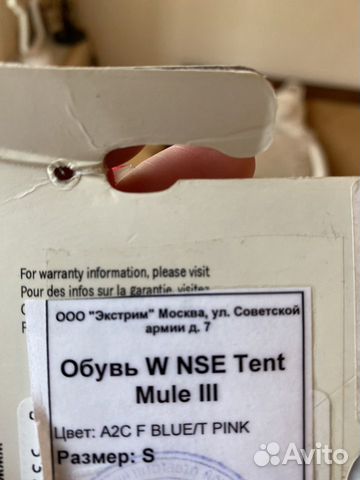 For warranty information, please visit
Pour des infos sur la garantie, visitez
ООО "Экстрим" Москва, ул. Советской
армии д. 7
Обувь W NSE Tent
Mule III
Цвет: A2C F BLUE/T PINK
Размер: S
Avito